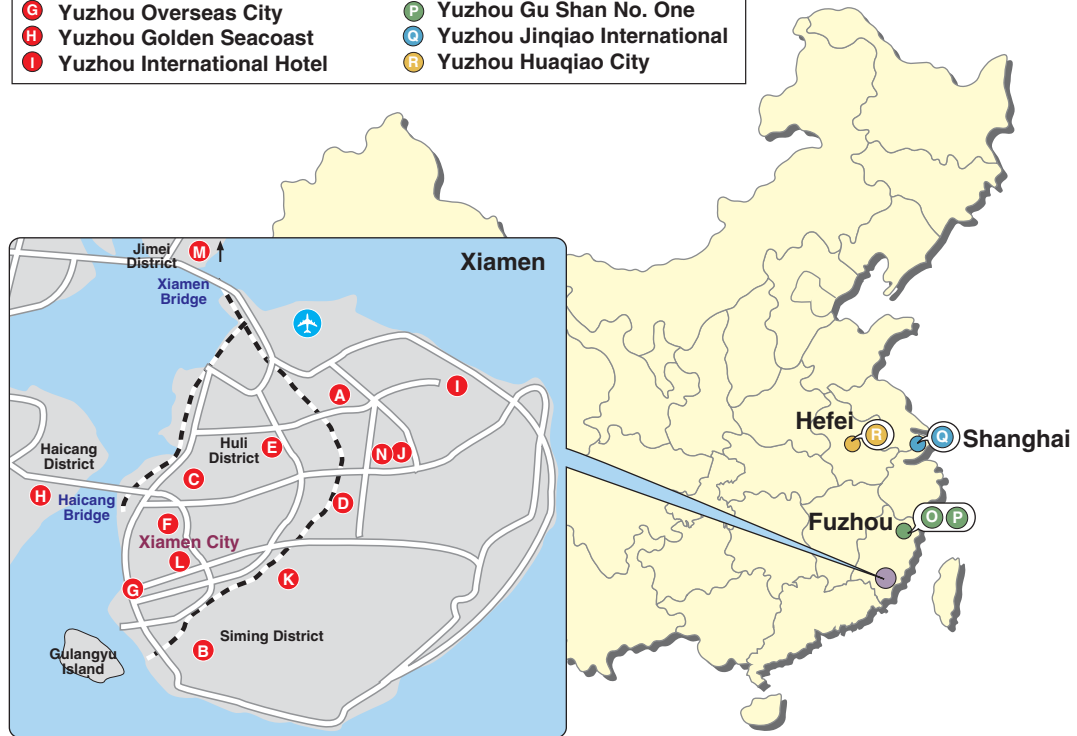 G Yuzhou Overseas City
H Yuzhou Golden Seacoast
I Yuzhou International Hotel
P Yuzhou Gu Shan No. One
Q Yuzhou Jinqiao International
R Yuzhou Huaqiao City
Xiamen
Jimei
District
M
Xiamen
Bridge
I
A
Huli
District
E
N J
Haicang
District
C
H
Haicang
Bridge
D
F
Xiamen City
L
K
G
Siming District
B
Gulangyu
Island
Hefei
R
Q
Shanghai
Fuzhou
O P